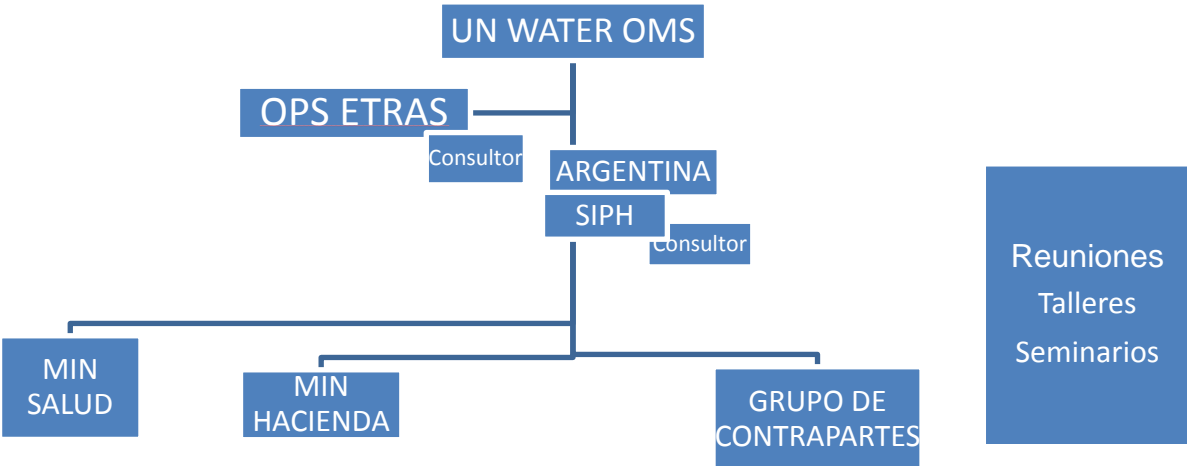 UN WATER OMS
OPS ETRAS
Consultor
ARGENTINA
SIPH
Consultor
Reuniones
Talleres
Seminarios
MIN
SALUD
MIN
HACIENDA
GRUPO DE
CONTRAPARTES